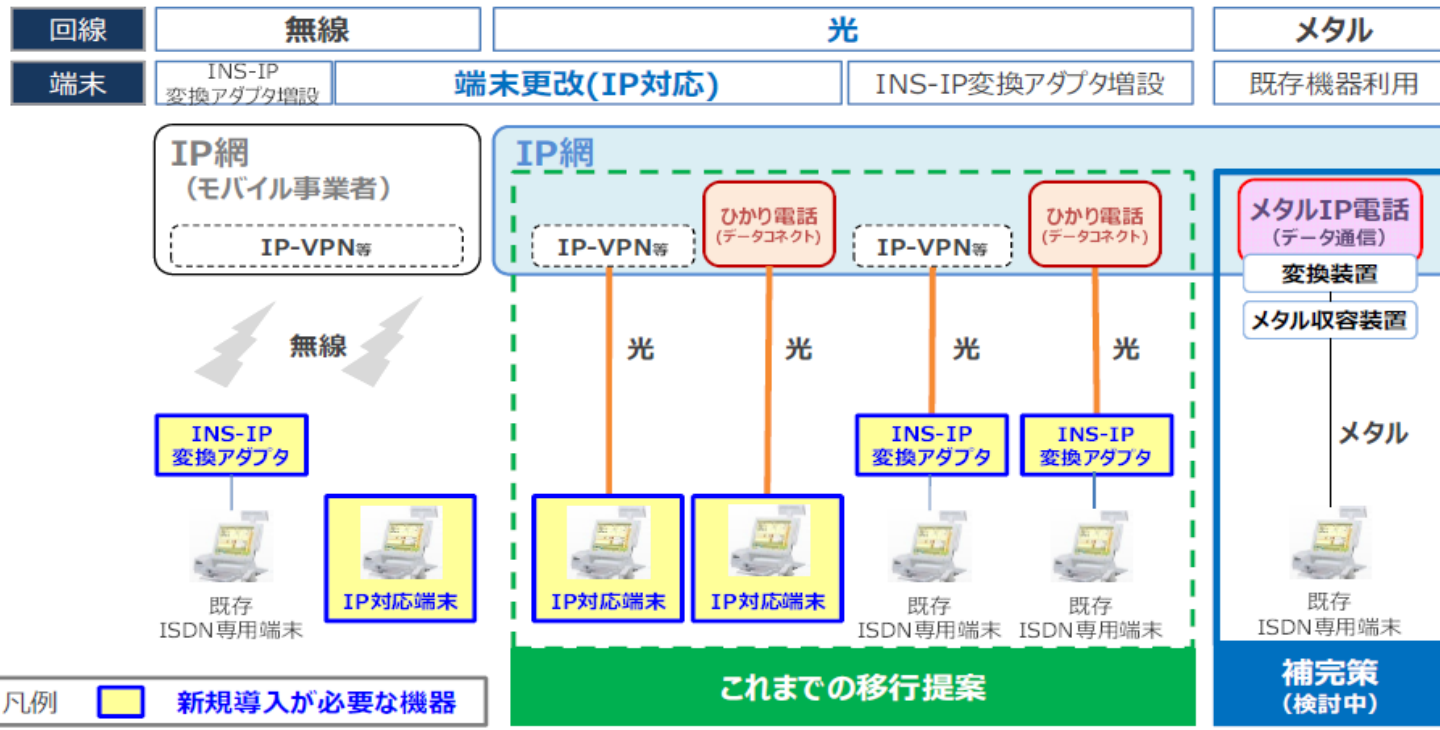 回線
無線
光
メタル
端末
INS-IP
変換アダプタ増設
端末更改(IP対応)
INS-IP変換アダプタ増設
既存機器利用
IP網
(モバイル事業者)
IP-VPN等
IP網
IP-VPN等
ひかり電話
(データコネクト)
IP-VPN等
ひかり電話
(データコネクト)
メタルIP電話
(データ通信)
変換装置
メタル収容装置
無線
光
光
光
光
メタル
INS-IP
変換アダプタ
INS-IP
変換アダプタ
INS-IP
変換アダプタ
既存
ISDN専用端末
IP対応端末
IP対応端末
IP対応端末
既存
ISDN専用端末
既存
ISDN専用端末
既存
ISDN専用端末
凡例
新規導入が必要な機器
これまでの移行提案
補完策
(検討中)